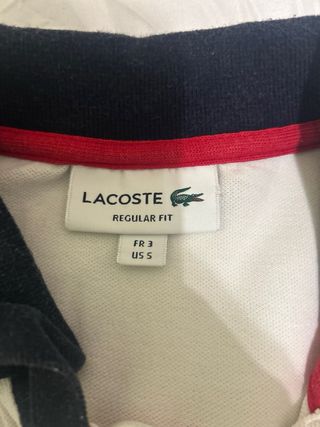 LACOSTE
REGULAR FIT
FR 3
US S